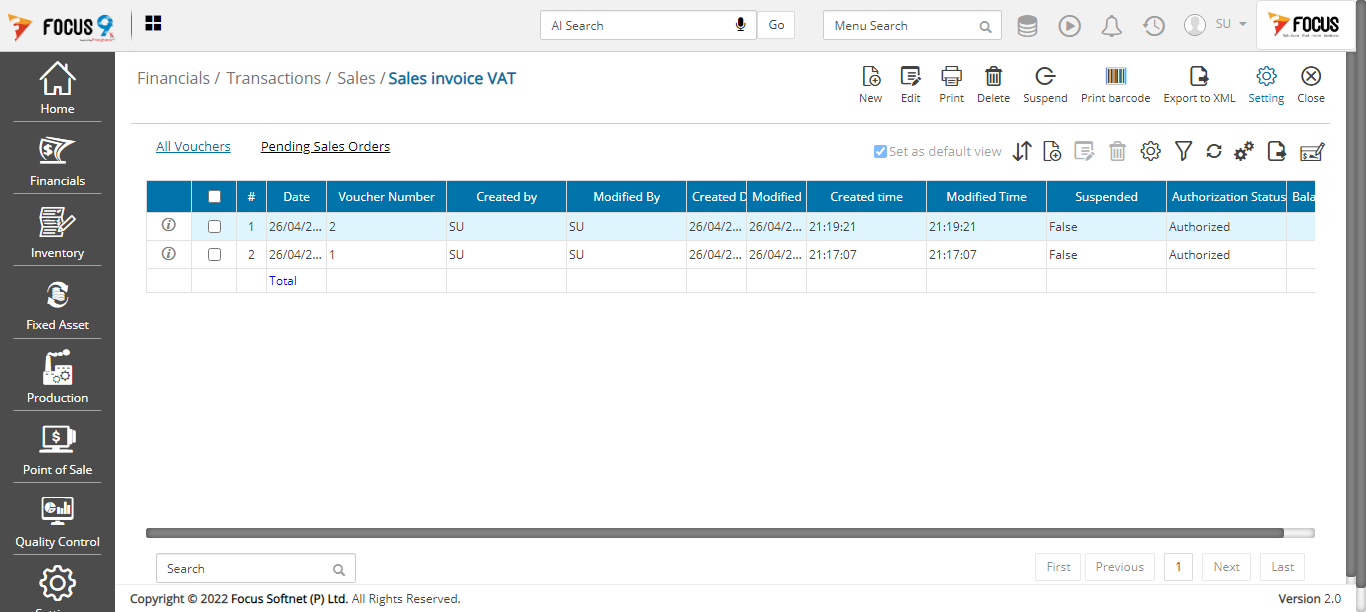 FOCUS 9
AI Search
Go
Menu Search
SU
FOCUS
Home
Financials
Inventory
Fixed Asset
Production
Point of Sale
Quality Control
Financials / Transactions / Sales / Sales invoice VAT
New Edit Print Delete Suspend Print barcode Export to XML Setting Close
All Vouchers Pending Sales Orders
Set as default view
# Date Voucher Number Created by Modified By Created D Modified Created time Modified Time Suspended Authorization Status Bala
1 26/04/2... 2 SU SU 26/04/2... 26/04/2... 21:19:21 21:19:21 False Authorized
2 26/04/2... 1 SU SU 26/04/2... 26/04/2... 21:17:07 21:17:07 False Authorized
Total
Search
First Previous 1 Next Last
Copyright © 2022 Focus Softnet (P) Ltd. All Rights Reserved.
Version 2.0